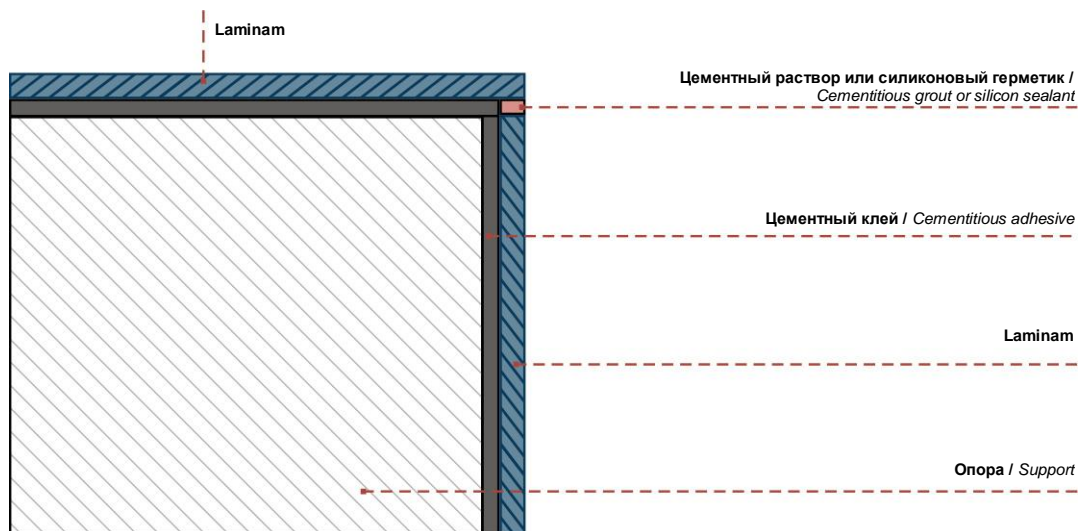 Laminam
Цементный раствор или силиконовый герметик /
Cementitious grout or silicon sealant
Цементный клей / Cementitious adhesive
Laminam
Опора / Support